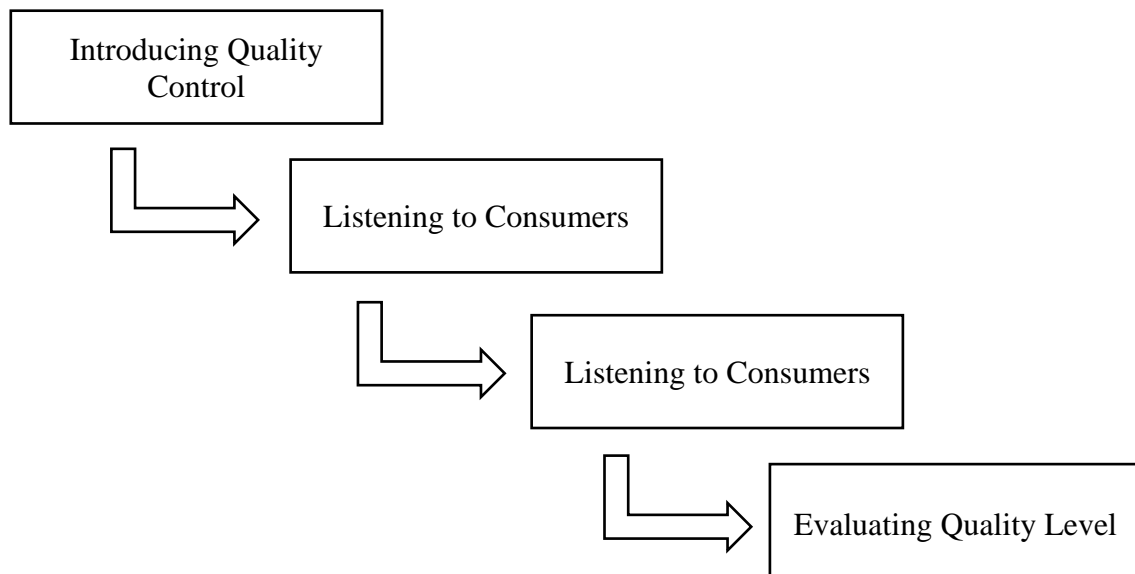 Introducing Quality
Control
Listening to Consumers
Listening to Consumers
Evaluating Quality Level